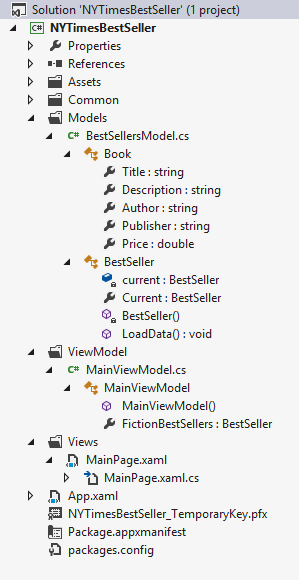 Solution 'NYTimesBestSeller' (1 project)
C# NYTimesBestSeller
Properties
References
Assets
Common
Models
C# BestSellersModel.cs
Book
Title : string
Description : string
Author : string
Publisher : string
Price : double
BestSeller
current : BestSeller
Current : BestSeller
BestSeller()
LoadData() : void
ViewModel
C# MainViewModel.cs
MainViewModel
MainViewModel()
FictionBestSellers : BestSeller
Views
MainPage.xaml
MainPage.xaml.cs
App.xaml
NYTimesBestSeller_TemporaryKey.pfx
Package.appxmanifest
packages.config